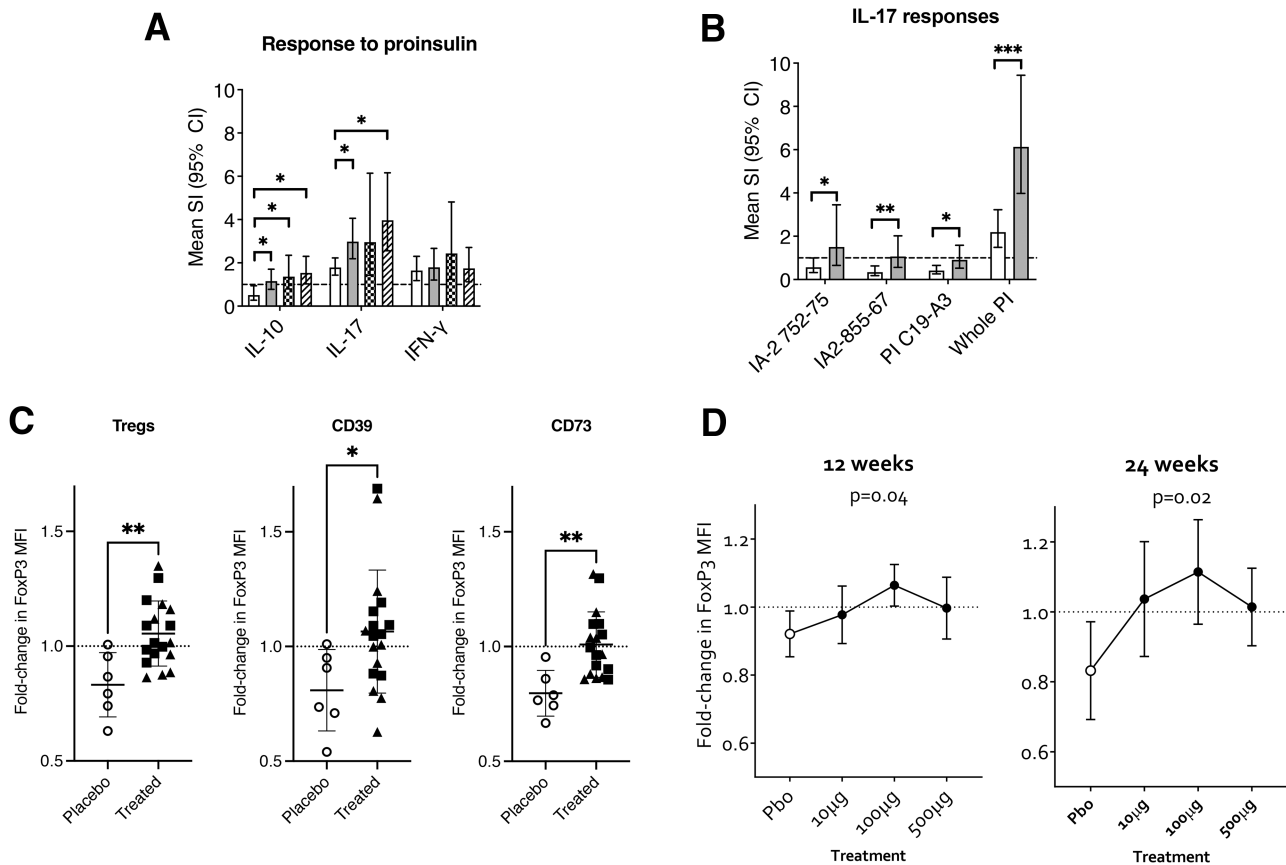 A
Response to proinsulin
Mean SI (95% CI)
10
8
6
4
2
0
*
*
*
*
*
IL-10
IL-17
IFN-γ
B
IL-17 responses
Mean SI (95% CI)
10
8
6
4
2
0
*
**
*
***
IA-2 752-75
IA2-855-67
PI C19-A3
Whole PI
C
Tregs
Fold-change in FoxP3 MFI
1.5
1.0
0.5
**
Placebo
Treated
CD39
Fold-change in FoxP3 MFI
1.5
1.0
0.5
*
Placebo
Treated
CD73
Fold-change in FoxP3 MFI
1.5
1.0
0.5
**
Placebo
Treated
D
12 weeks
p=0.04
Fold-change in FoxP3 MFI
1.2
1.0
0.8
0.6
Pbo
10µg
100µg
500µg
Treatment
24 weeks
p=0.02
1.2
1.0
0.8
0.6
Pbo
10µg
100µg
500µg
Treatment